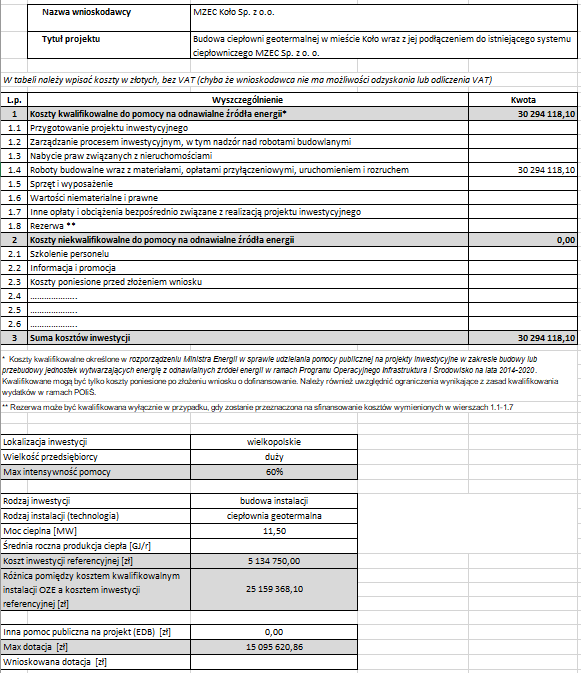 Nazwa wnioskodawcy MZEC Koło Sp. z o.o.
Tytuł projektu Budowa ciepłowni geotermalnej w mieście Koło wraz z jej podłączeniem do istniejącego systemu
ciepłowniczego MZEC Sp. z o. o.
W tabeli należy wpisać koszty w złotych, bez VAT (chyba że wnioskodawca nie ma możliwości odzyskania lub odliczenia VAT)
L.p. Wyszczególnienie Kwota
1 Koszty kwalifikowalne do pomocy na odnawialne źródła energii* 30 294 118,10
1.1 Przygotowanie projektu inwestycyjnego
1.2 Zarządzanie procesem inwestycyjnym, w tym nadzór nad robotami budowlanymi
1.3 Nabycie praw związanych z nieruchomościami
1.4 Roboty budowalne wraz z materiałami, opłatami przyłączeniowymi, uruchomieniem i rozruchem 30 294 118,10
1.5 Sprzęt i wyposażenie
1.6 Wartości niematerialne i prawne
1.7 Inne opłaty i obciążenia bezpośrednio związane z realizacją projektu inwestycyjnego
1.8 Rezerwa **
2 Koszty niekwalifikowalne do pomocy na odnawialne źródła energii 0,00
2.1 Szkolenie personelu
2.2 Informacja i promocja
2.3 Koszty poniesione przed złożeniem wniosku
2.4 ...................
2.5 ...................
2.6 ...................
3 Suma kosztów inwestycji 30 294 118,10
* Koszty kwalifikowalne określone w rozporządzeniu Ministra Energii w sprawie udzielania pomocy publicznej na projekty inwestycyjne w zakresie budowy lub
przebudowy jednostek wytwarzających energię z odnawialnych źródeł energii w ramach Programu Operacyjnego Infrastruktura i Środowisko na lata 2014-2020.
Kwalifikowane mogą być tylko koszty poniesione po złożeniu wniosku o dofinansowanie. Należy również uwzględnić ograniczenia wynikające z zasad kwalifikowania
wydatków w ramach POIiŚ.
** Rezerwa może być kwalifikowana wyłącznie w przypadku, gdy zostanie przeznaczona na sfinansowanie kosztów wymienionych w wierszach 1.1-1.7
Lokalizacja inwestycji wielkopolskie
Wielkość przedsiębiorcy duży
Max intensywność pomocy 60%
Rodzaj inwestycji budowa instalacji
Rodzaj instalacji (technologia) ciepłownia geotermalna
Moc cieplna [MW] 11,50
Średnia roczna produkcja ciepła [GJ/r]
Koszt inwestycji referencyjnej [zł] 5 134 750,00
Różnica pomiędzy kosztem kwalifikowalnym
instalacji OZE a kosztem inwestycji
referencyjnej [zł] 25 159 368,10
Inna pomoc publiczna na projekt (EDB) [zł] 0,00
Max dotacja [zł] 15 095 620,86
Wnioskowana dotacja [zł]